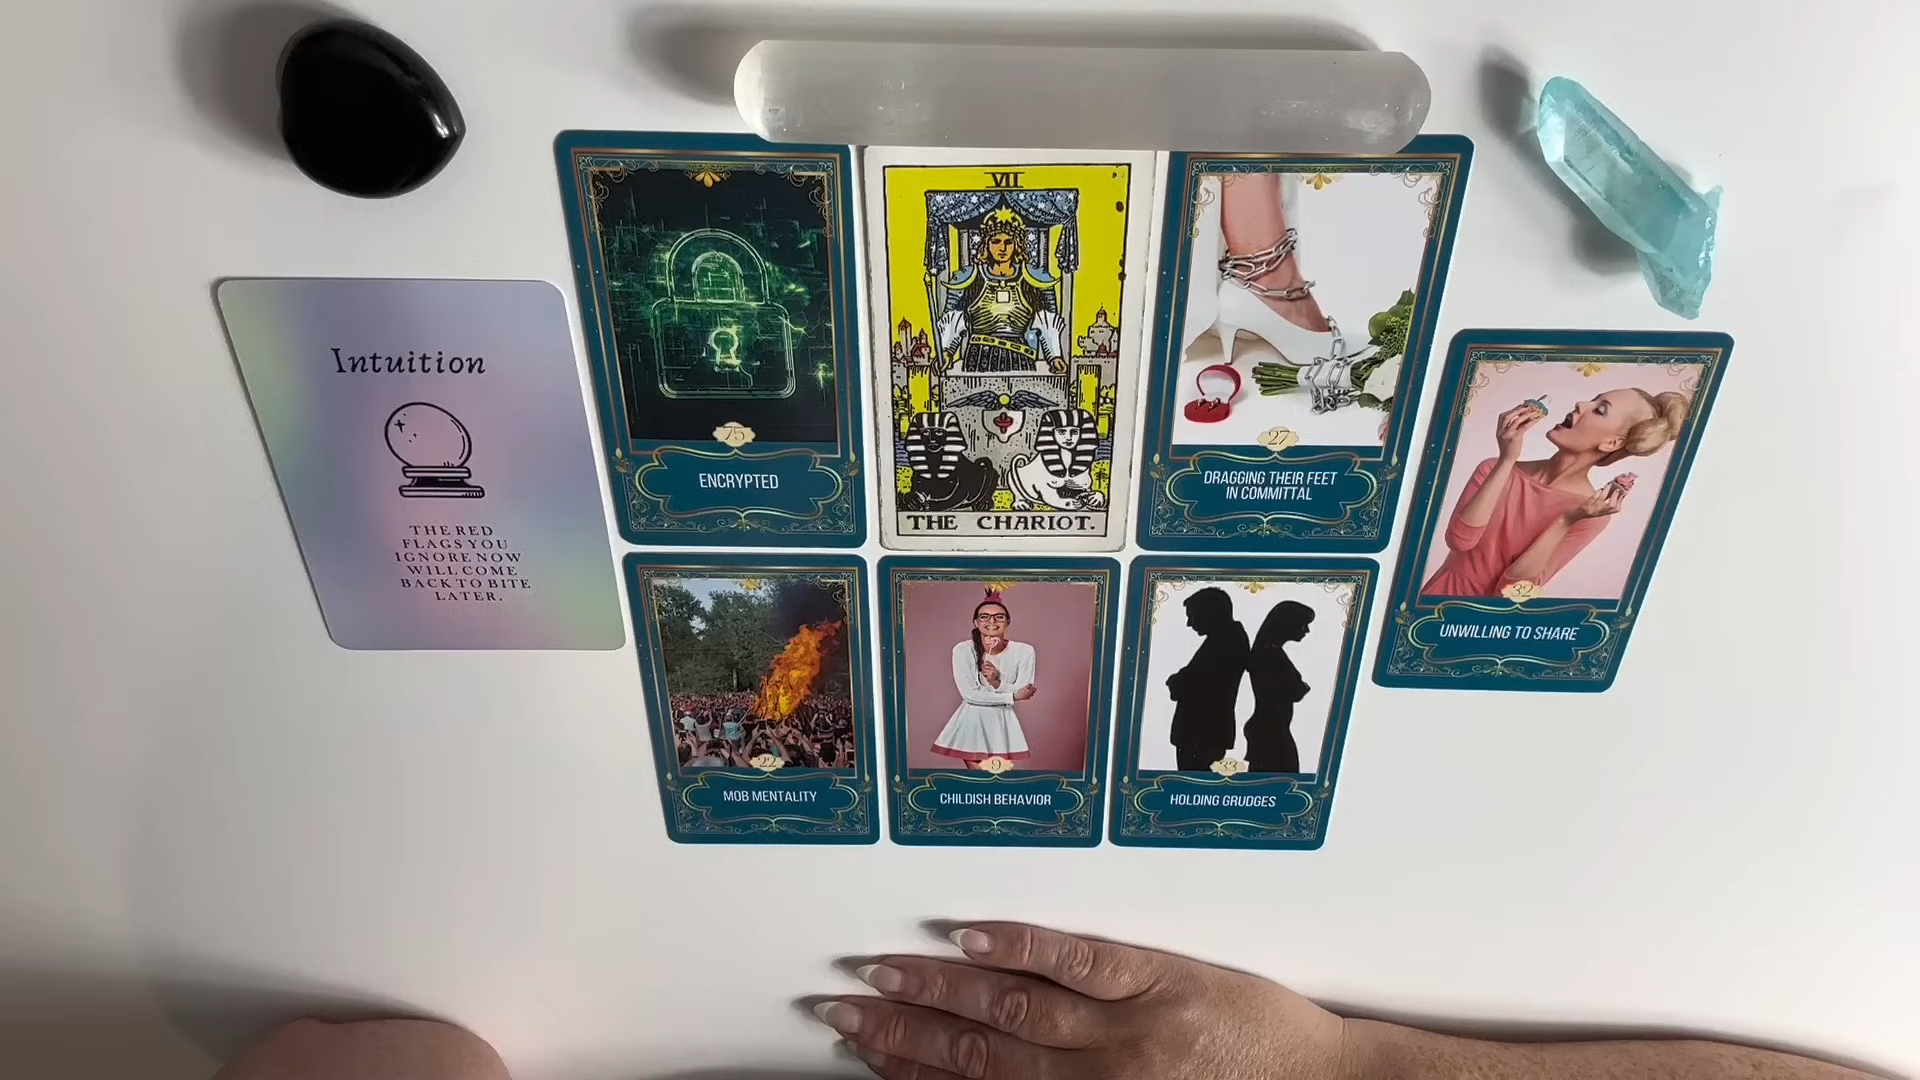 Intuition
THE RED
FLAGS YOU
IGNORE NOW
WILL COME
BACK TO BITE
LATER.
75
ENCRYPTED
VII
THE CHARIOT.
27
DRAGGING THEIR FEET
IN COMMITTAL
32
UNWILLING TO SHARE
22
MOB MENTALITY
9
CHILDISH BEHAVIOR
33
HOLDING GRUDGES